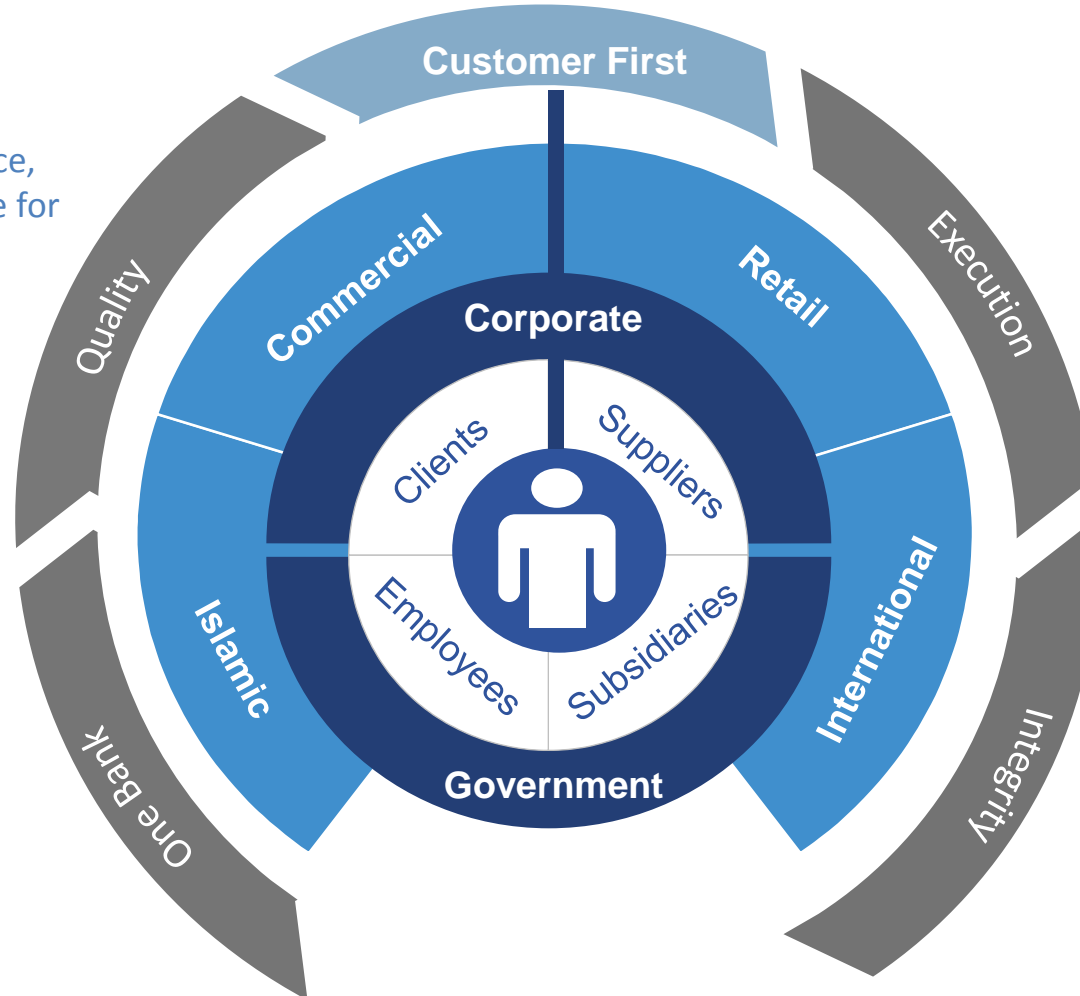 Customer First
ce,
e for
Quality
Execution
Commercial
Retail
Corporate
Clients
Suppliers
Islamic
Employees
Subsidiaries
International
One Bank
Integrity
Government